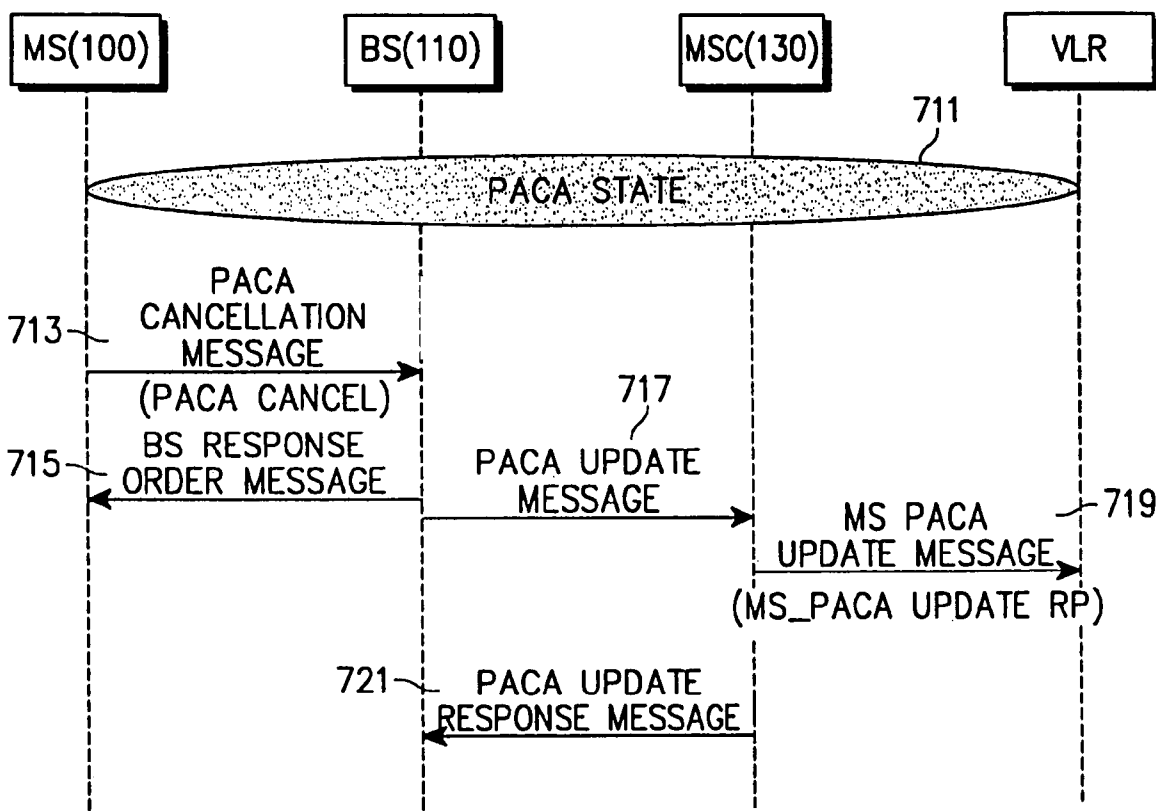 MS(100)
BS(110)
MSC(130)
VLR
711
PACA STATE
PACA
CANCELLATION
MESSAGE
713
(PACA CANCEL)
717
BS RESPONSE
ORDER MESSAGE
715
PACA UPDATE
MESSAGE
719
MS PACA
UPDATE MESSAGE
(MS_PACA UPDATE RP)
721
PACA UPDATE
RESPONSE MESSAGE